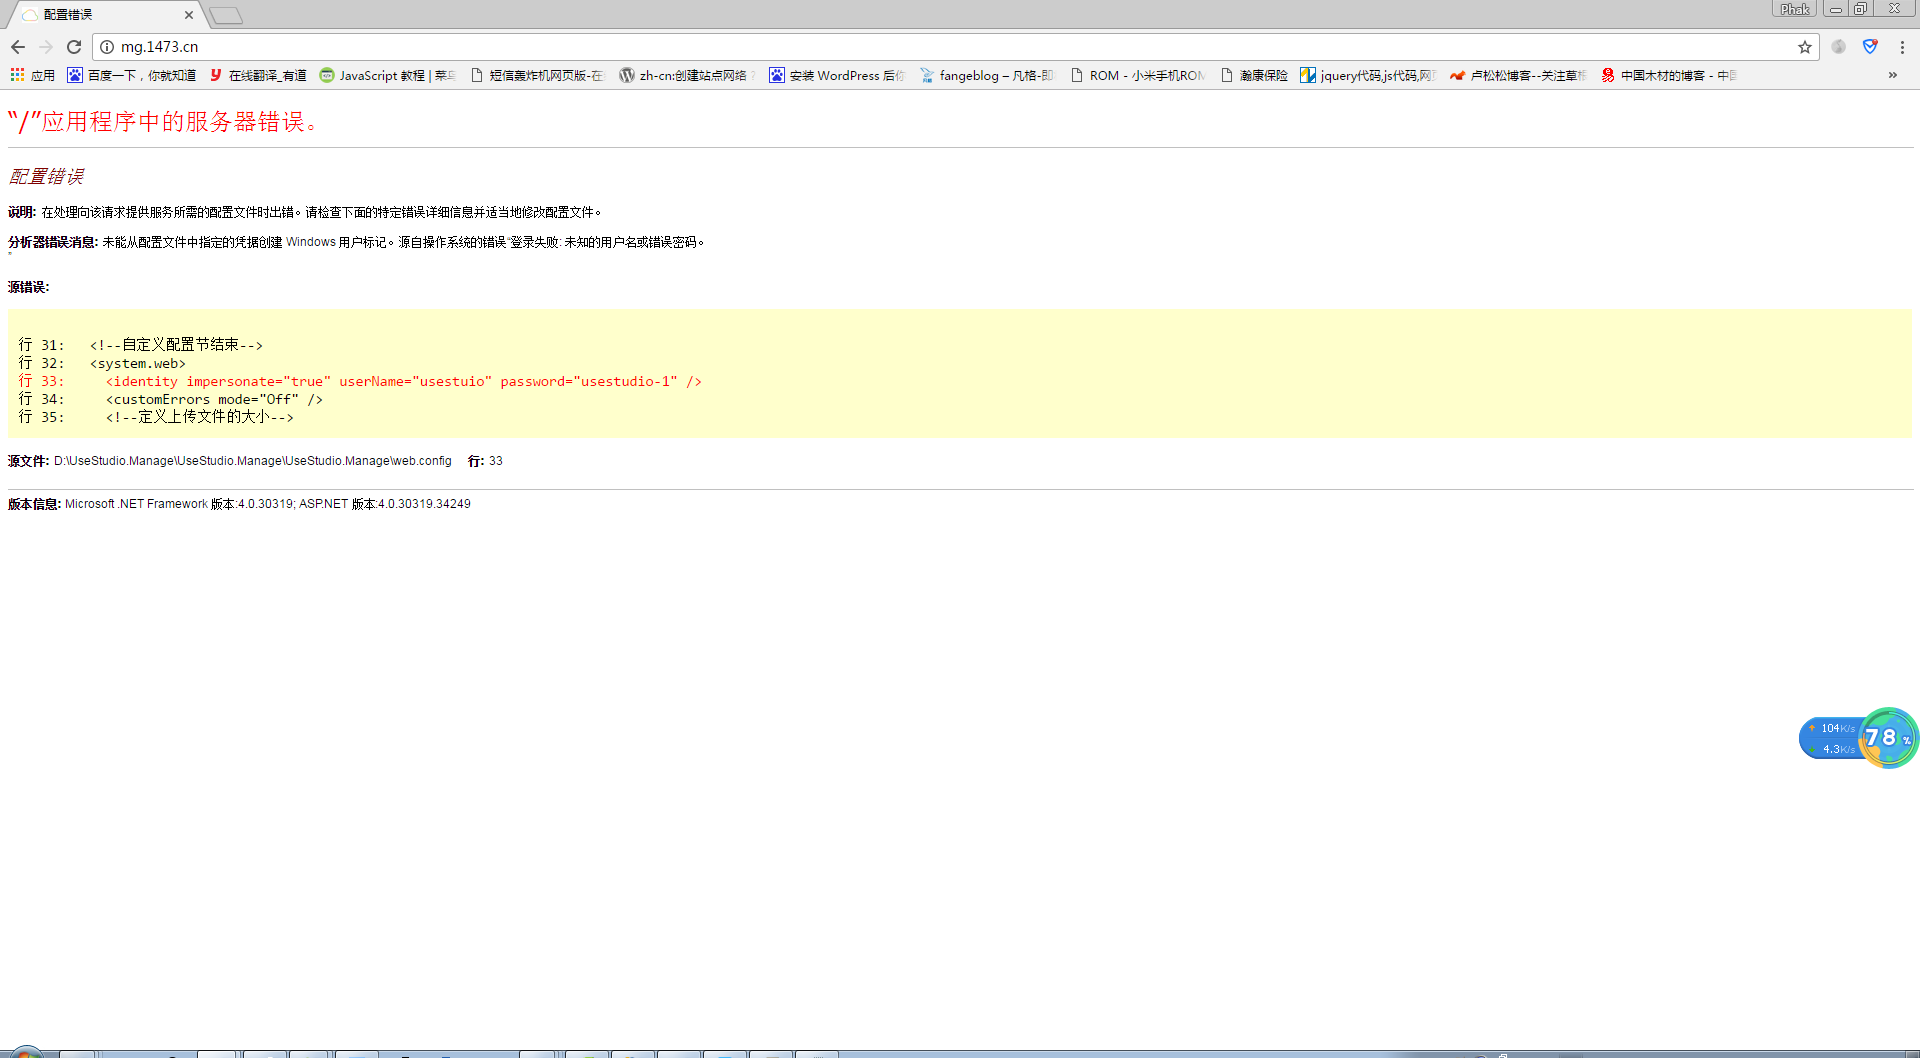 配置错误
Phak
mg.1473.cn
应用 百度一下，你就知道 在线翻译_有道 JavaScript 教程 | 菜鸟 短信轰炸机网页版-在 zh-cn:创建站点网络 安装 WordPress 后你 fangeblog – 凡格-即 ROM - 小米手机ROM 瀚康保险 jquery代码,js代码,网页 卢松松博客--关注草根 中国木材的博客 - 中国 »
“/”应用程序中的服务器错误。
配置错误
说明: 在处理向该请求提供服务所需的配置文件时出错。请检查下面的特定错误详细信息并适当地修改配置文件。
分析器错误消息: 未能从配置文件中指定的凭据创建 Windows 用户标记。源自操作系统的错误“登录失败: 未知的用户名或错误密码。
”
源错误:
行 31:   <!--自定义配置节结束-->
行 32:   <system.web>
行 33:     <identity impersonate="true" userName="usestuio" password="usestudio-1" />
行 34:     <customErrors mode="Off" />
行 35:     <!--定义上传文件的大小-->
源文件: D:\UseStudio.Manage\UseStudio.Manage\UseStudio.Manage\web.config    行: 33
版本信息: Microsoft .NET Framework 版本:4.0.30319; ASP.NET 版本:4.0.30319.34249
104K/s
4.3K/s
78%